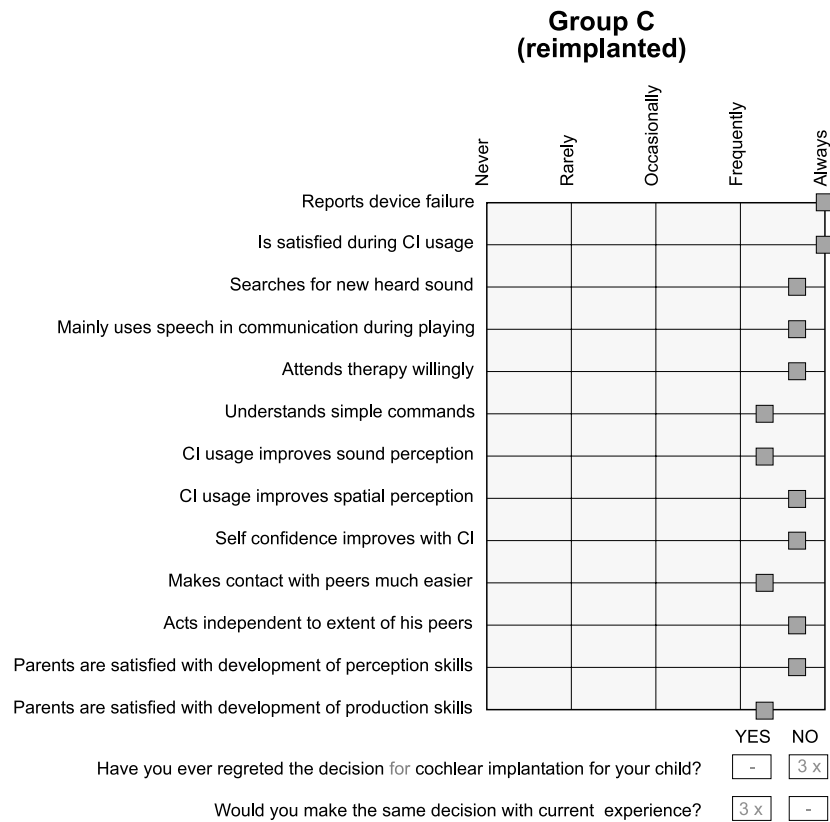 Group C
(reimplanted)
Never
Rarely
Occasionally
Frequently
Always
Reports device failure
Is satisfied during CI usage
Searches for new heard sound
Mainly uses speech in communication during playing
Attends therapy willingly
Understands simple commands
CI usage improves sound perception
CI usage improves spatial perception
Self confidence improves with CI
Makes contact with peers much easier
Acts independent to extent of his peers
Parents are satisfied with development of perception skills
Parents are satisfied with development of production skills
YES NO
Have you ever regretted the decision for cochlear implantation for your child? - 3 x
Would you make the same decision with current experience? 3 x -